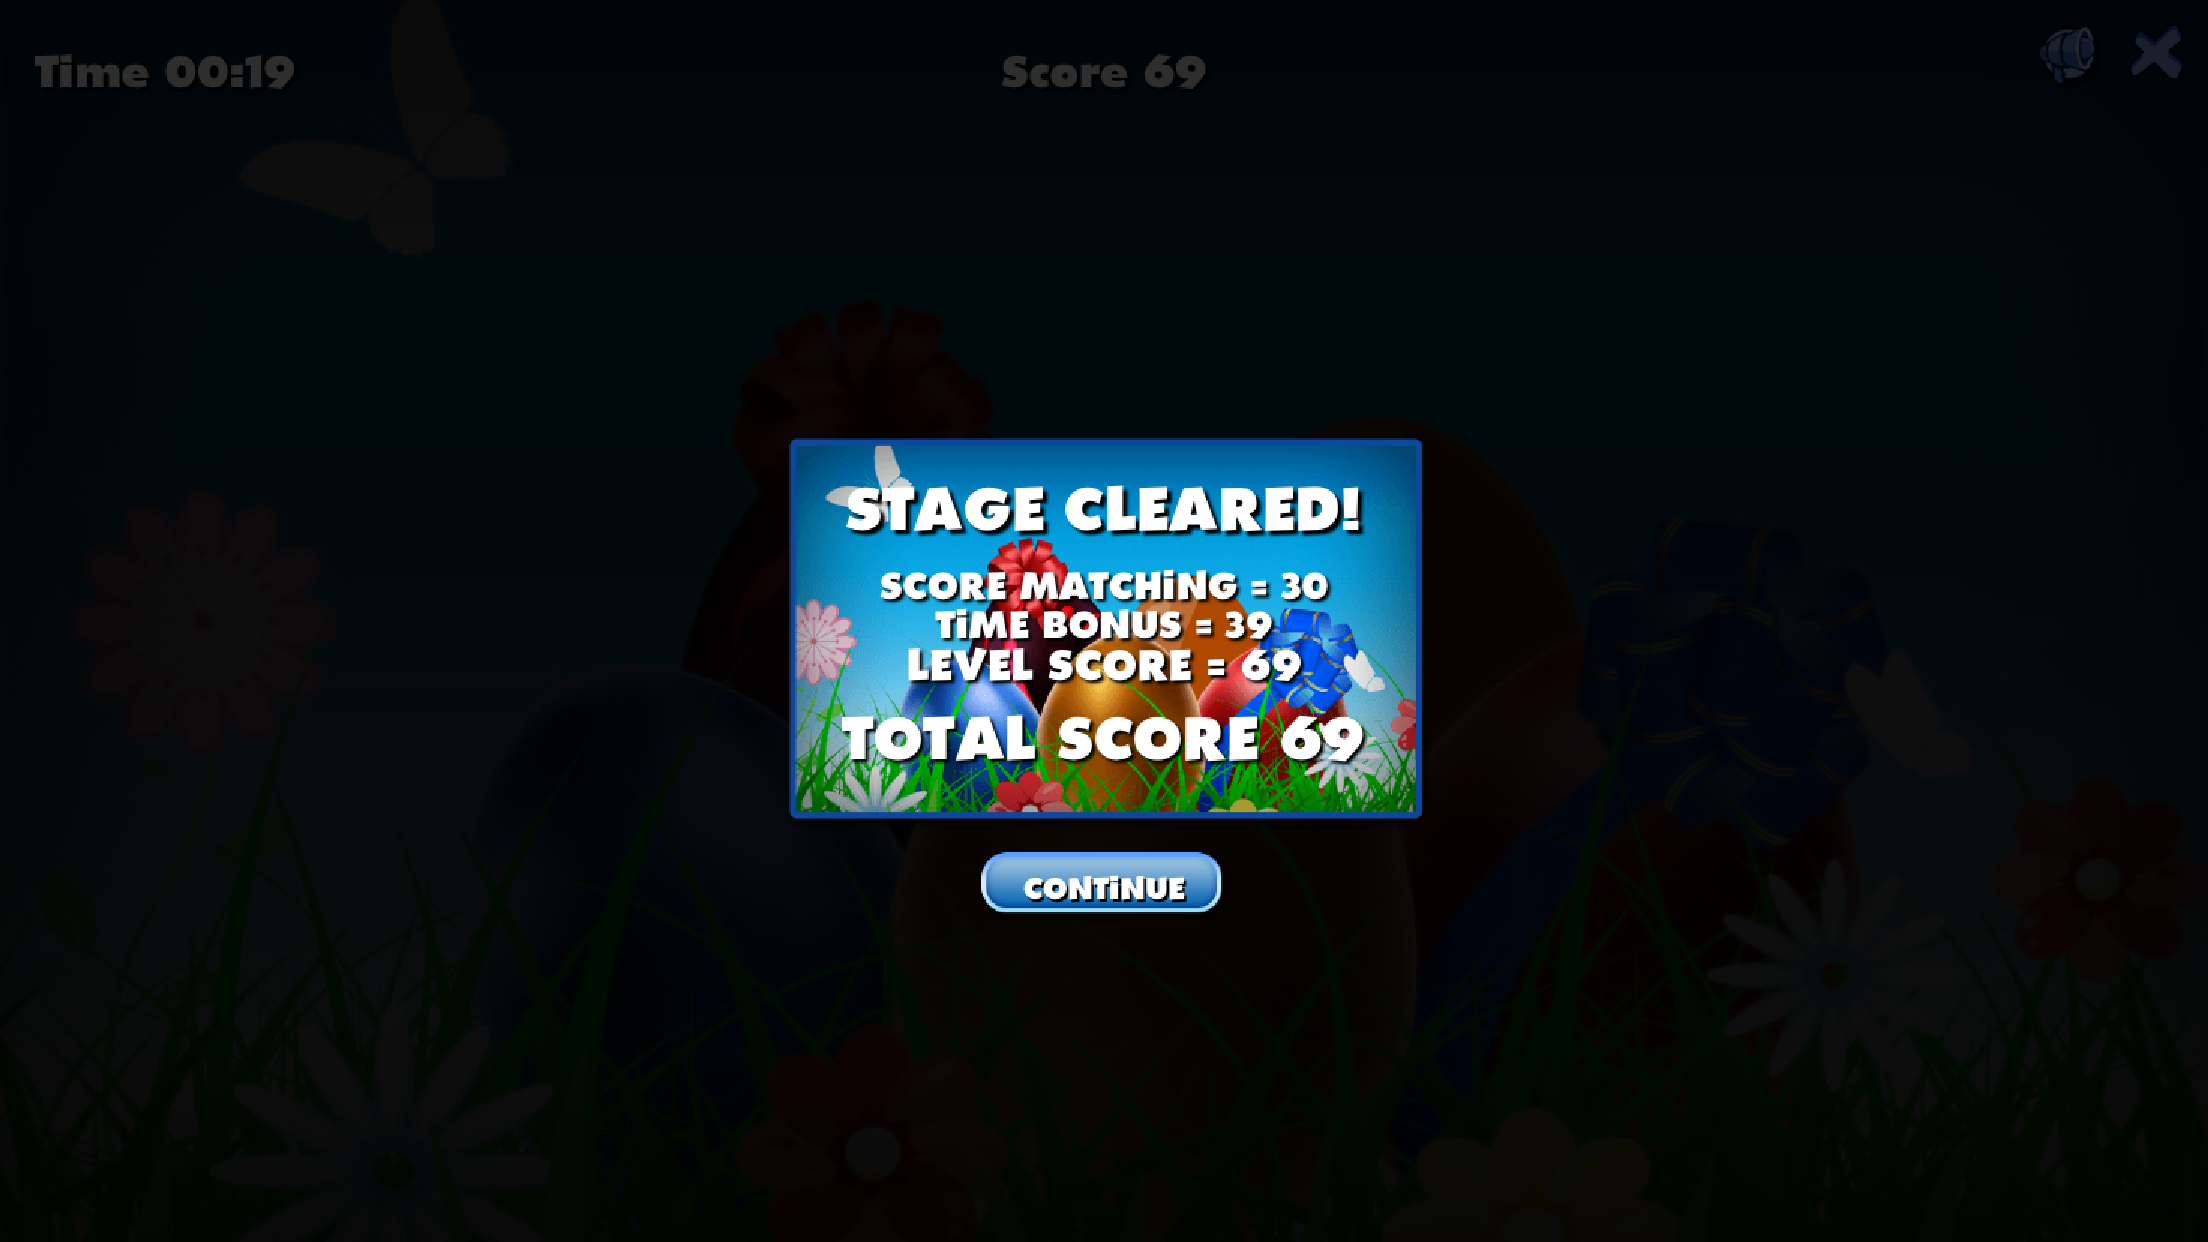 Time 00:19
Score 69
STAGE CLEARED!
SCORE MATCHiNG = 30
TiME BONUS = 39
LEVEL SCORE = 69
TOTAL SCORE 69
CONTiNUE